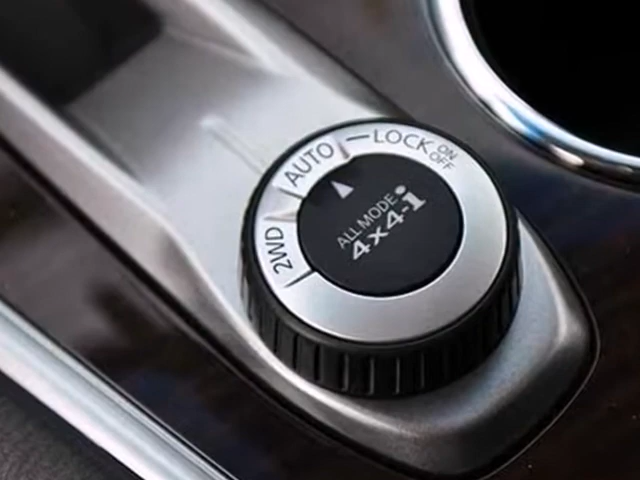 2WD
AUTO
LOCK ON
OFF
ALL MODE
4x4-i